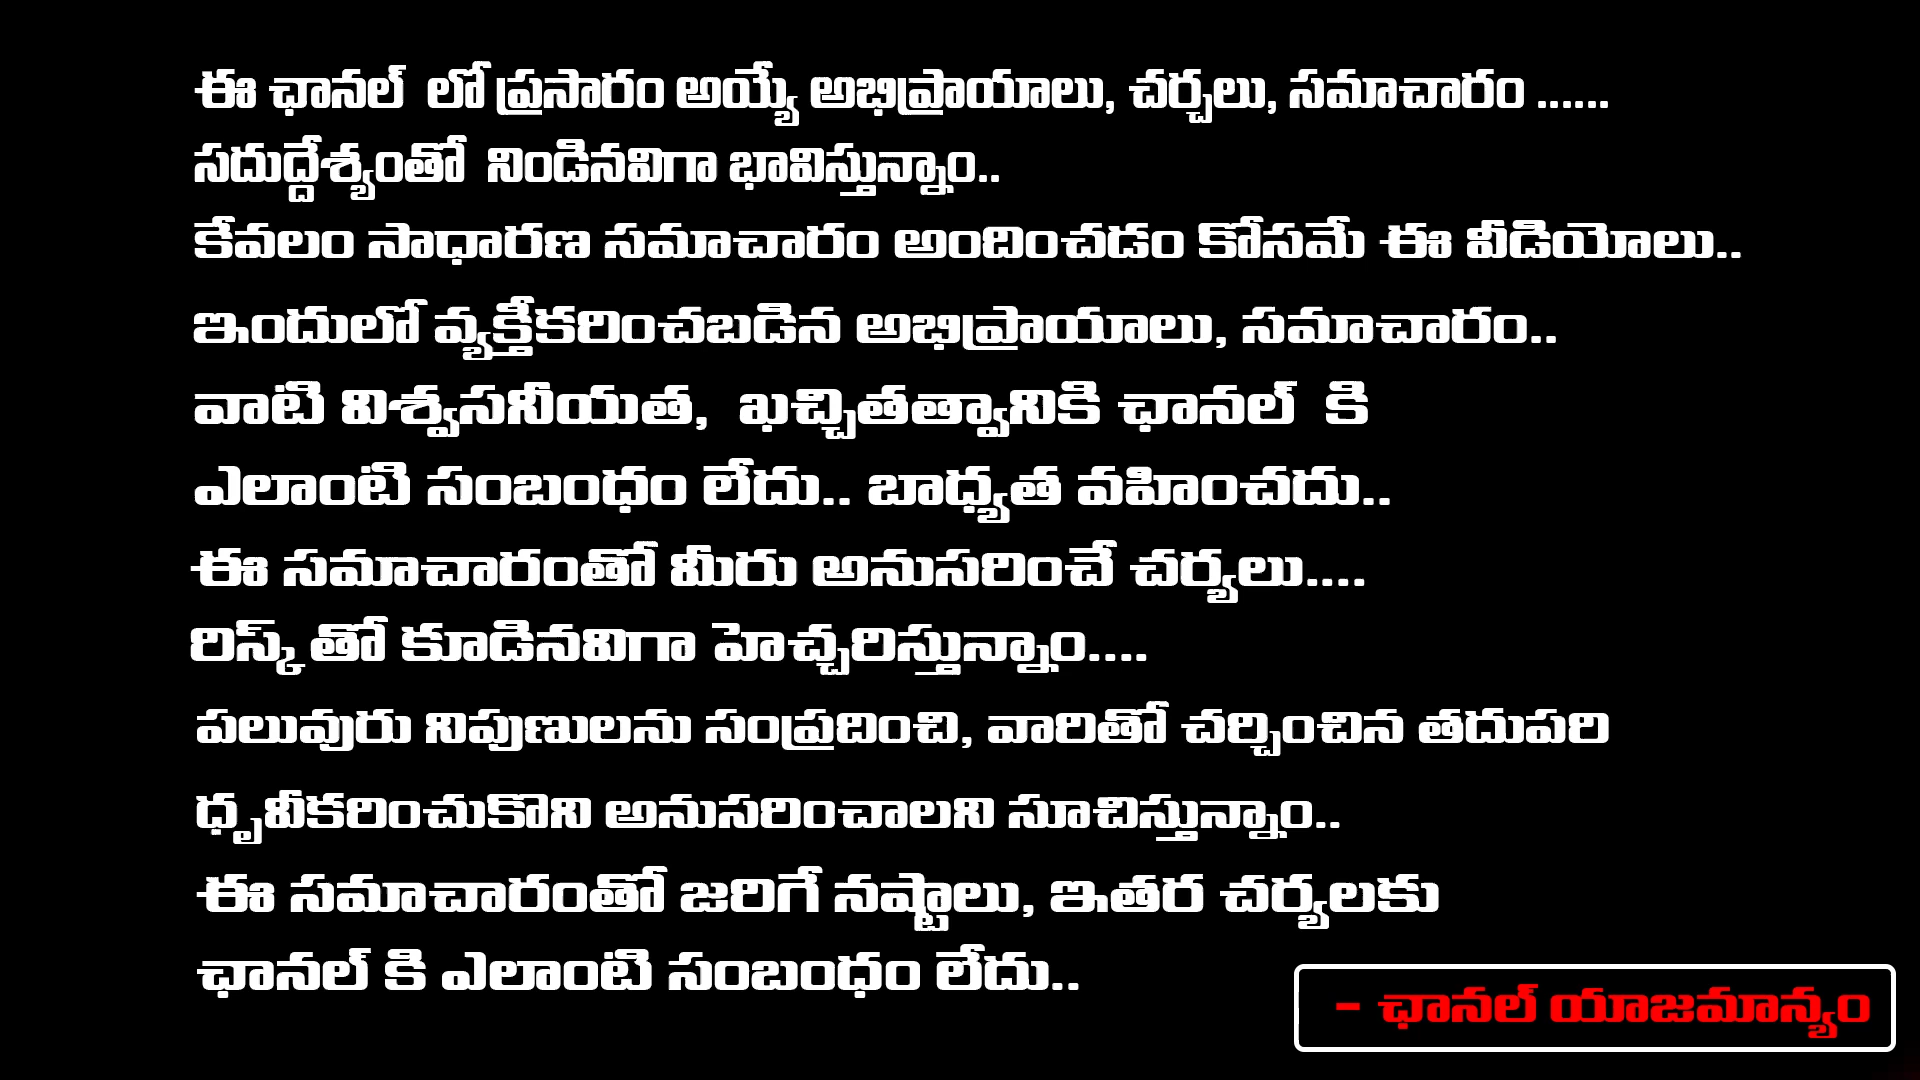 ఈ ఛానల్ లో ప్రసారం అయ్యే అభిప్రాయాలు, చర్చలు, సమాచారం ......
సదుద్దేశ్యంతో నిండినవిగా భావిస్తున్నాం..
కేవలం సాధారణ సమాచారం అందించడం కోసమే ఈ వీడియోలు..
ఇందులో వ్యక్తీకరించబడిన అభిప్రాయాలు, సమాచారం..
వాటి విశ్వసనీయత, ఖచ్చితత్వానికి ఛానల్ కి
ఎలాంటి సంబంధం లేదు.. బాధ్యత వహించదు..
ఈ సమాచారంతో మీరు అనుసరించే చర్యలు....
రిస్క్ తో కూడినవిగా హెచ్చరిస్తున్నాం....
పలువురు నిపుణులను సంప్రదించి, వారితో చర్చించిన తదుపరి
ధృవీకరించుకొని అనుసరించాలని సూచిస్తున్నాం..
ఈ సమాచారంతో జరిగే నష్టాలు, ఇతర చర్యలకు
ఛానల్ కి ఎలాంటి సంబంధం లేదు..
- ఛానల్ యాజమాన్యం